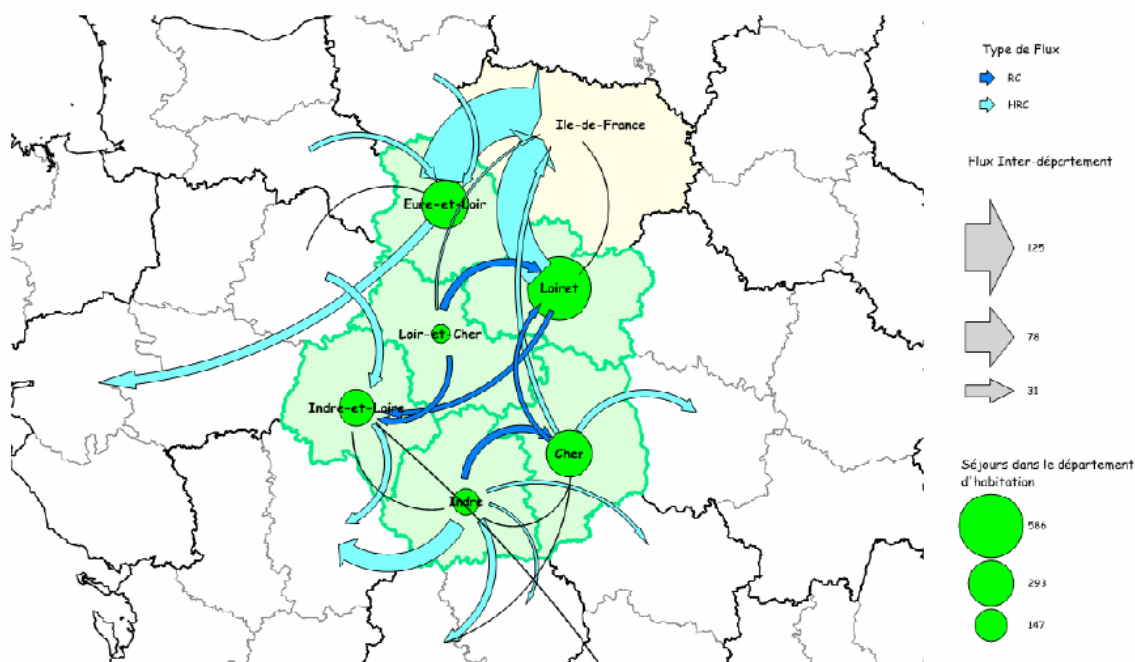 Type de Flux
RC
HRC
Ile-de-France
Flux Inter-département
Eure-et-Loir
125
Loiret
Loir-et Cher
78
31
Indre-et-Loire
Cher
Séjours dans le département
d'habitation
Indre
586
293
147